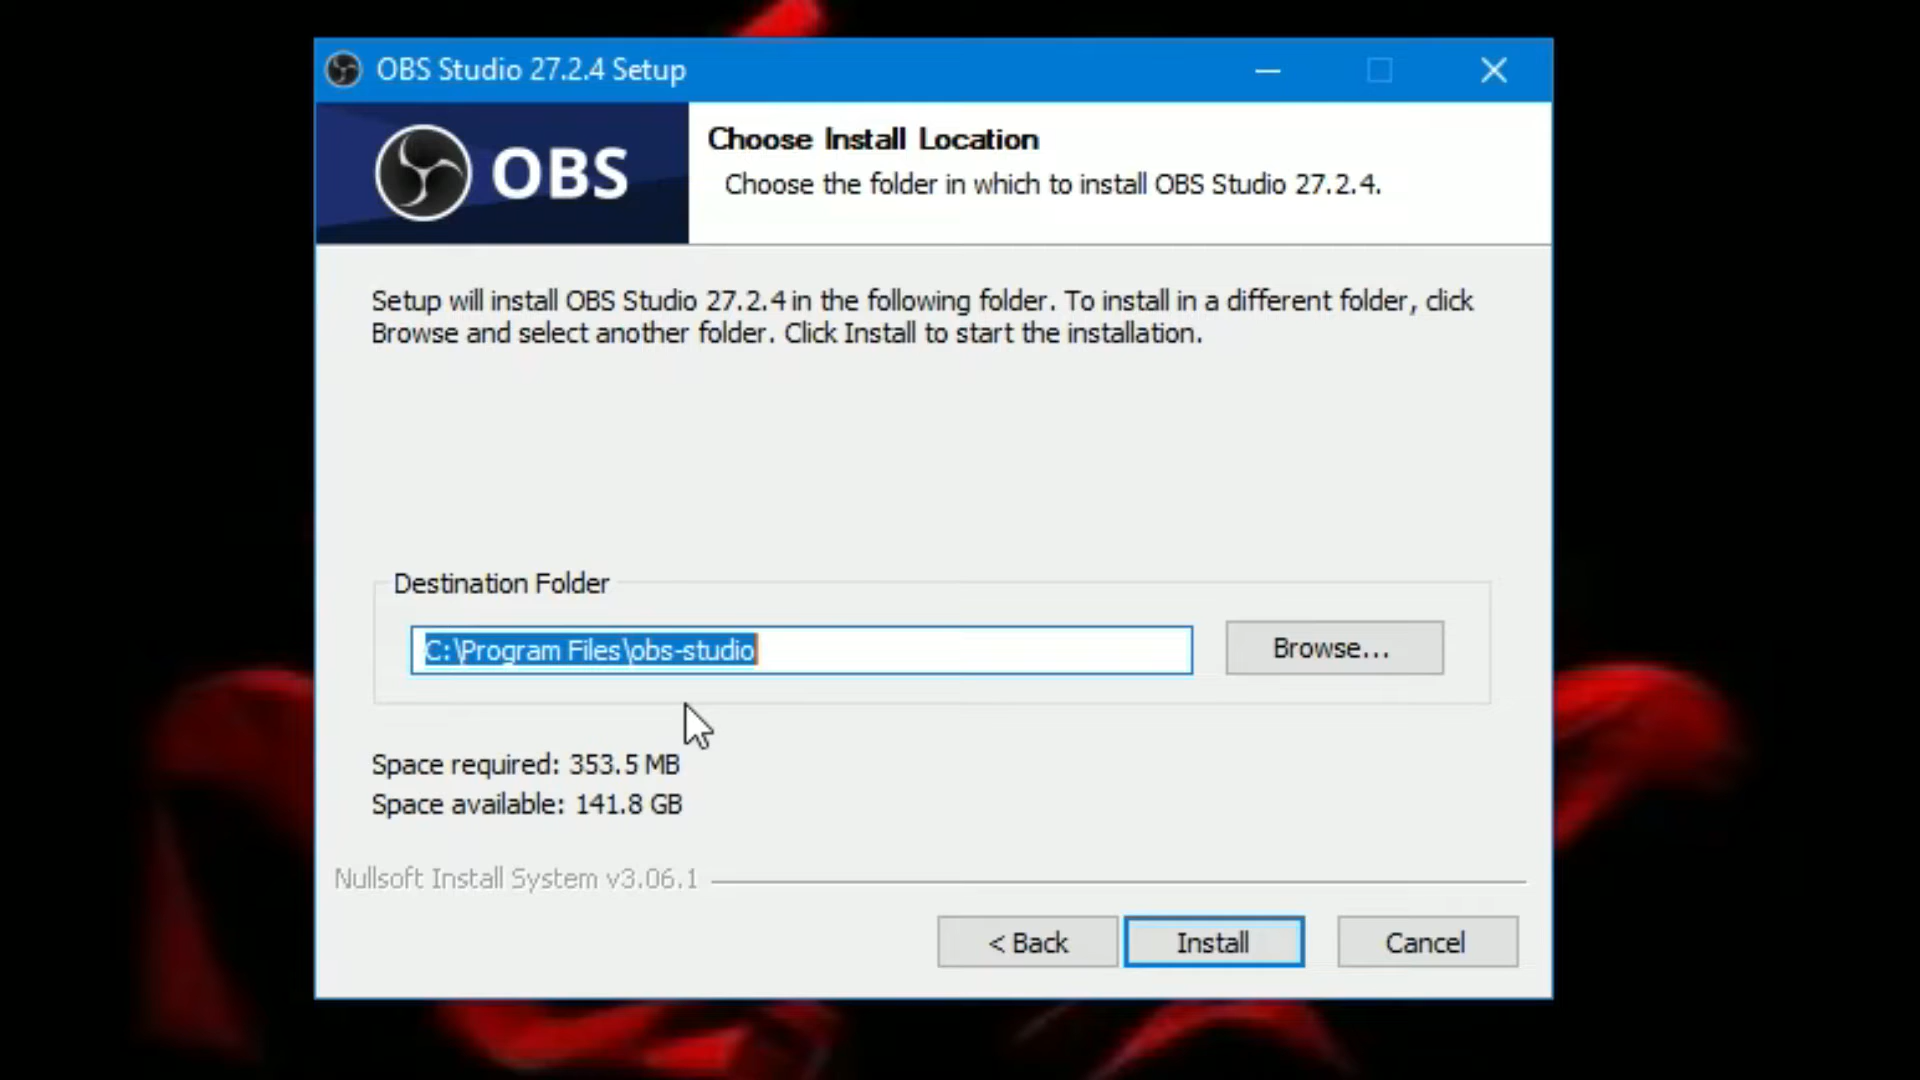 OBS Studio 27.2.4 Setup
OBS
Choose Install Location
Choose the folder in which to install OBS Studio 27.2.4.
Setup will install OBS Studio 27.2.4 in the following folder. To install in a different folder, click
Browse and select another folder. Click Install to start the installation.
Destination Folder
C:\Program Files\obs-studio
Browse...
Space required: 353.5 MB
Space available: 141.8 GB
Nullsoft Install System v3.06.1
< Back
Install
Cancel